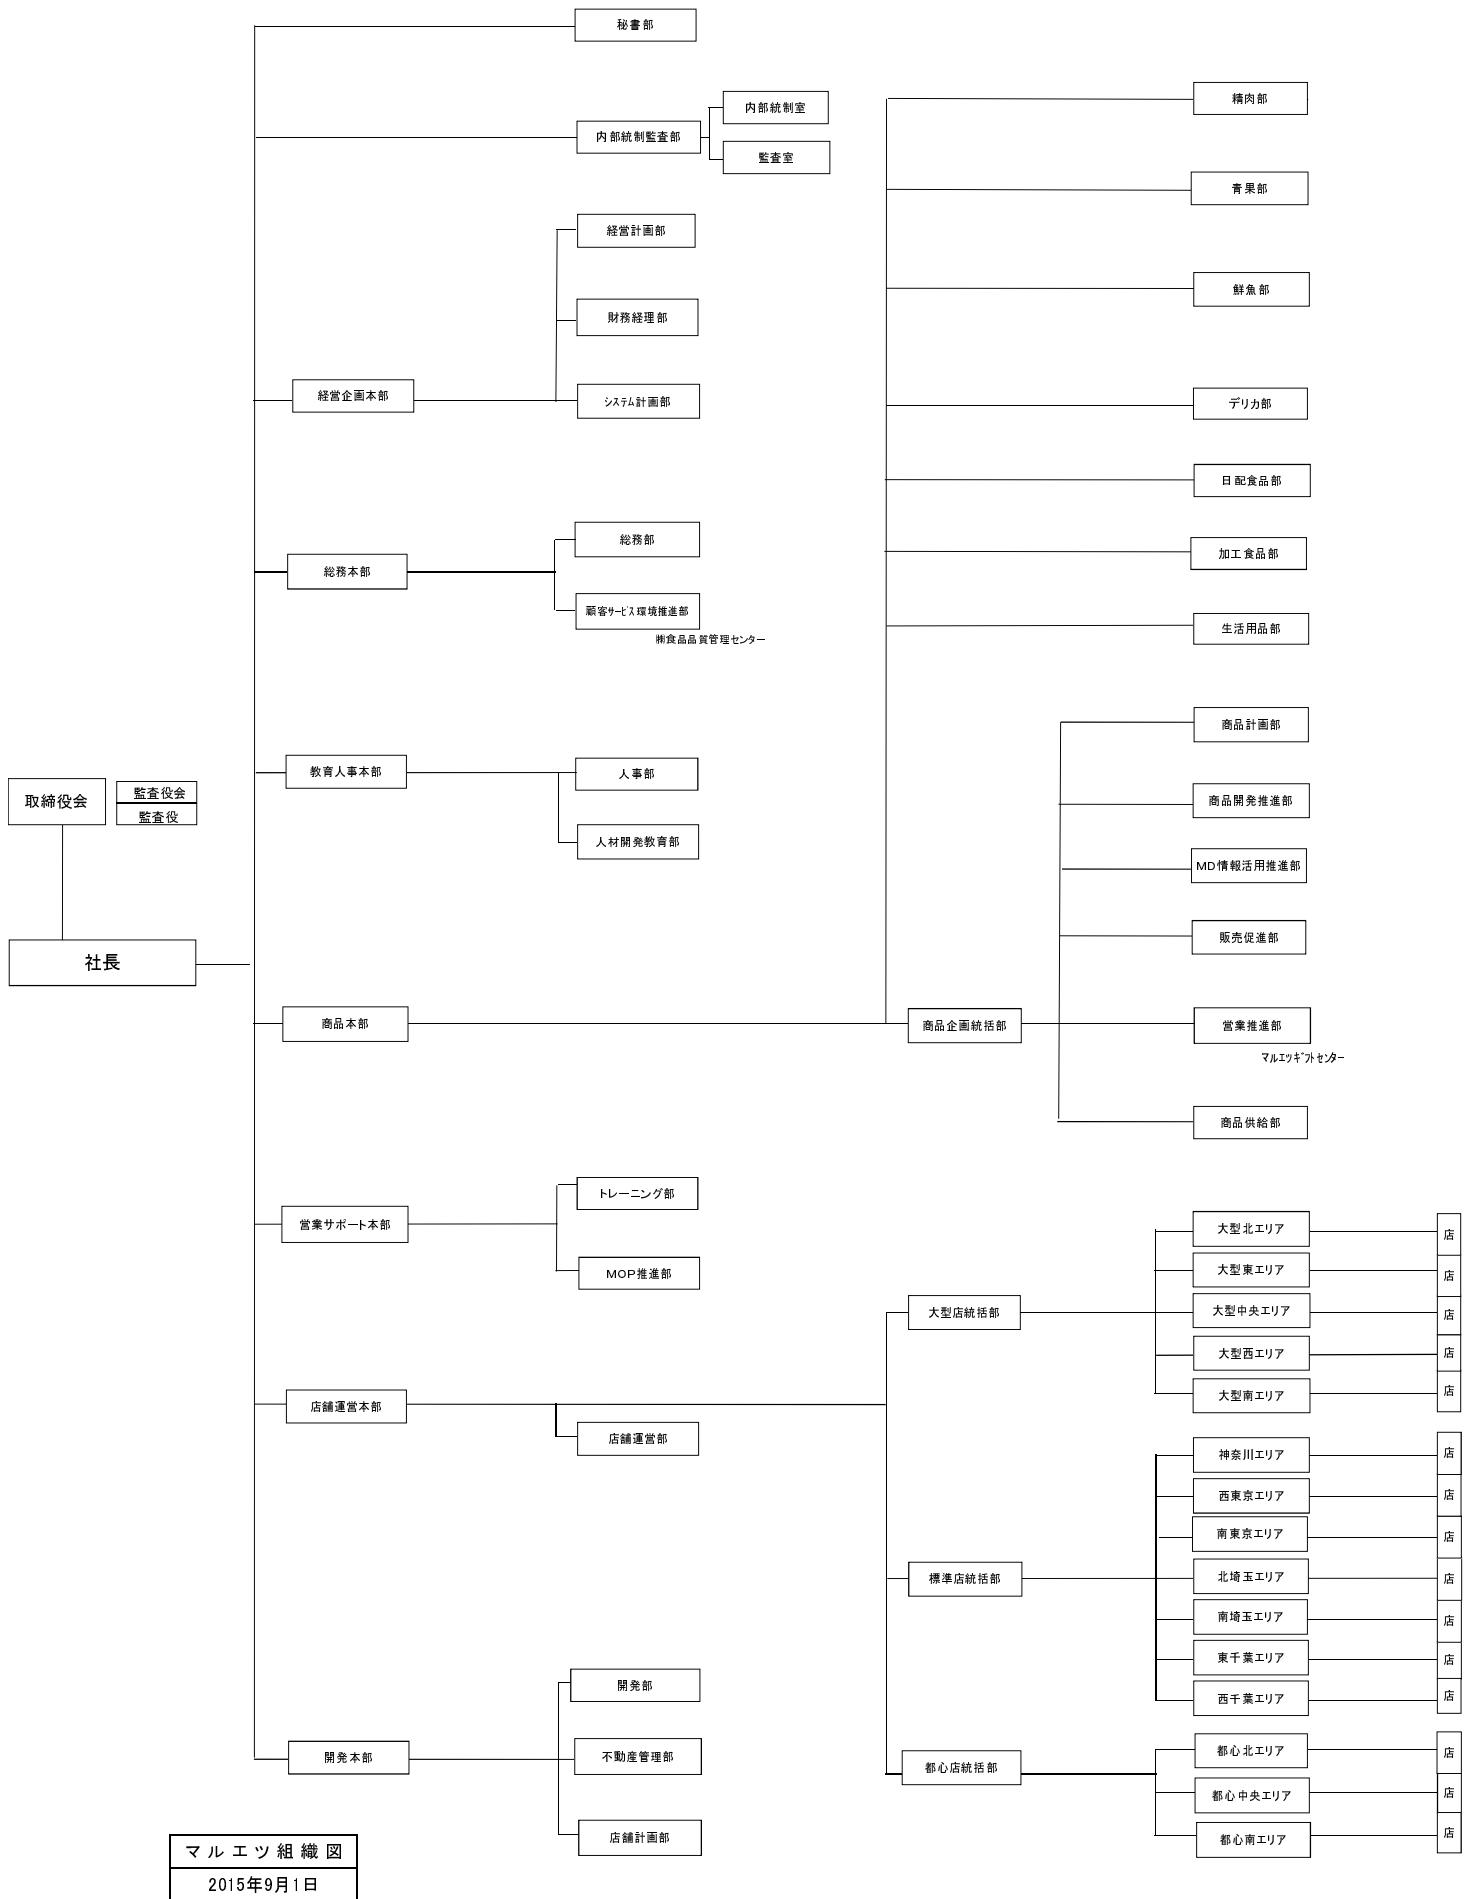 秘書部
内部統制監査部
内部統制室
監査室
経営企画本部
経営計画部
財務経理部
システム計画部
総務本部
総務部
顧客サービス環境推進部
㈱食品品質管理センター
教育人事本部
人事部
人材開発教育部
取締役会
監査役会
監査役
社長
商品本部
精肉部
青果部
鮮魚部
デリカ部
日配食品部
加工食品部
生活用品部
商品企画統括部
商品計画部
商品開発推進部
MD情報活用推進部
販売促進部
営業推進部
マルエツギフトセンター
商品供給部
営業サポート本部
トレーニング部
MOP推進部
店舗運営本部
店舗運営部
大型店統括部
大型北エリア
店
大型東エリア
店
大型中央エリア
店
大型西エリア
店
大型南エリア
店
標準店統括部
神奈川エリア
店
西東京エリア
店
南東京エリア
店
北埼玉エリア
店
南埼玉エリア
店
東千葉エリア
店
西千葉エリア
店
都心店統括部
都心北エリア
店
都心中央エリア
店
都心南エリア
店
開発本部
開発部
不動産管理部
店舗計画部
マルエツ組織図
2015年9月1日